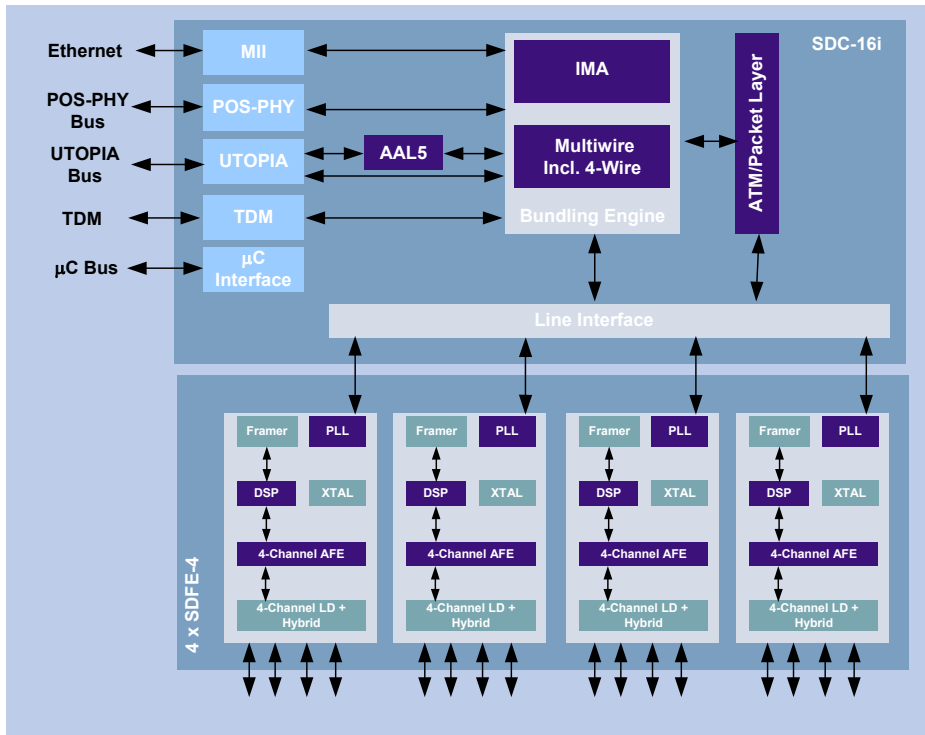 SDC-16i
Ethernet
MII
POS-PHY
Bus
POS-PHY
UTOPIA
Bus
UTOPIA
AAL5
TDM
TDM
µC Bus
µC
Interface
IMA
Multiwire
Incl. 4-Wire
Bundling Engine
ATM/Packet Layer
Line Interface
4 x SDFE-4
Framer
PLL
DSP
XTAL
4-Channel AFE
4-Channel LD +
Hybrid
Framer
PLL
DSP
XTAL
4-Channel AFE
4-Channel LD +
Hybrid
Framer
PLL
DSP
XTAL
4-Channel AFE
4-Channel LD +
Hybrid
Framer
PLL
DSP
XTAL
4-Channel AFE
4-Channel LD +
Hybrid